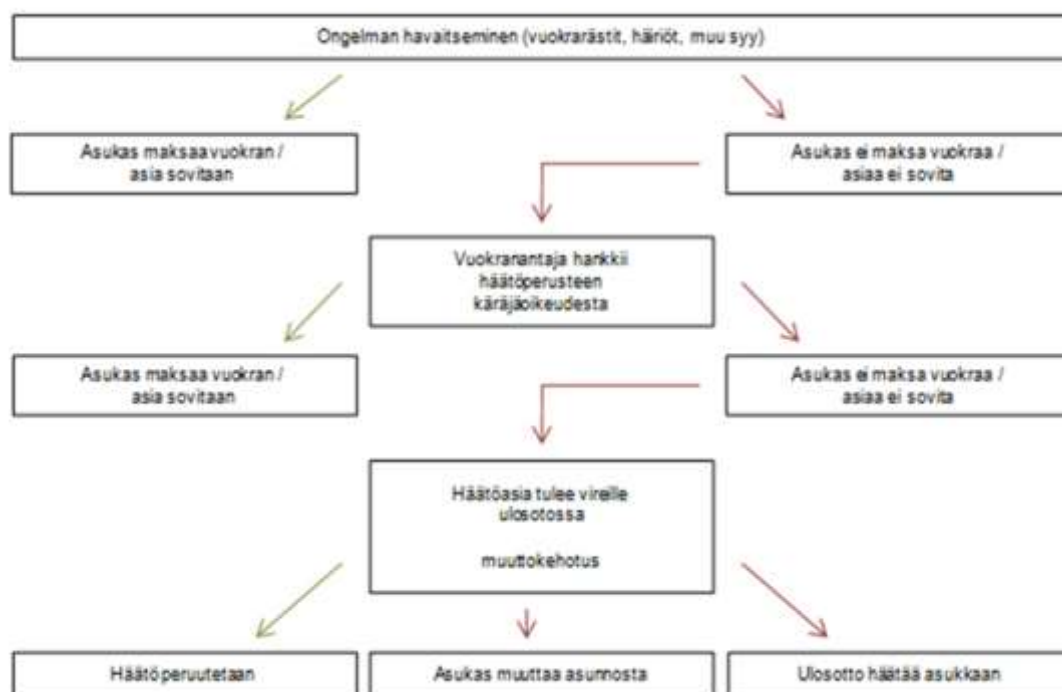 Ongelman havaitseminen (vuokrarästit, häiriöt, muu syy)
Asukas maksaa vuokran /
asia sovitaan
Asukas ei maksa vuokraa /
asiaa ei sovita
Vuokranantaja hankkii
häätöperusteen
käräjäoikeudesta
Asukas maksaa vuokran /
asia sovitaan
Asukas ei maksa vuokraa /
asiaa ei sovita
Häätöasia tulee vireille
ulosotossa
muuttokehotus
Häätö peruutetaan
Asukas muuttaa asunnosta
Ulosotto häätää asukkaan